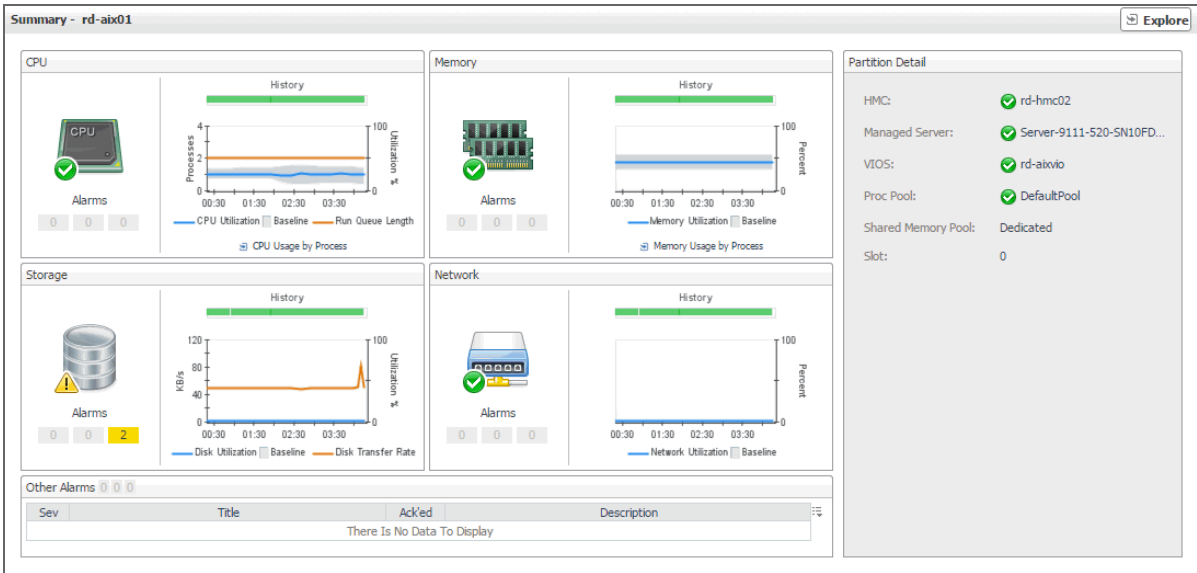 Summary - rd-aix01
Explore
CPU
CPU
Alarms
0 0 0
History
4
2
0
Processes
100
0
Utilization %
00:30 01:30 02:30 03:30
CPU Utilization Baseline Run Queue Length
CPU Usage by Process
Memory
Alarms
0 0 0
History
100
0
Percent
00:30 01:30 02:30 03:30
Memory Utilization Baseline
Memory Usage by Process
Storage
Alarms
0 0 2
History
120
80
40
0
KB/s
100
0
Utilization %
00:30 01:30 02:30 03:30
Disk Utilization Baseline Disk Transfer Rate
Network
Alarms
0 0 0
History
100
0
Percent
00:30 01:30 02:30 03:30
Network Utilization Baseline
Other Alarms 0 0 0
Sev Title Ack'ed Description
There Is No Data To Display
Partition Detail
HMC: rd-hmc02
Managed Server: Server-9111-520-SN10FD...
VIOS: rd-aixvio
Proc Pool: DefaultPool
Shared Memory Pool: Dedicated
Slot: 0